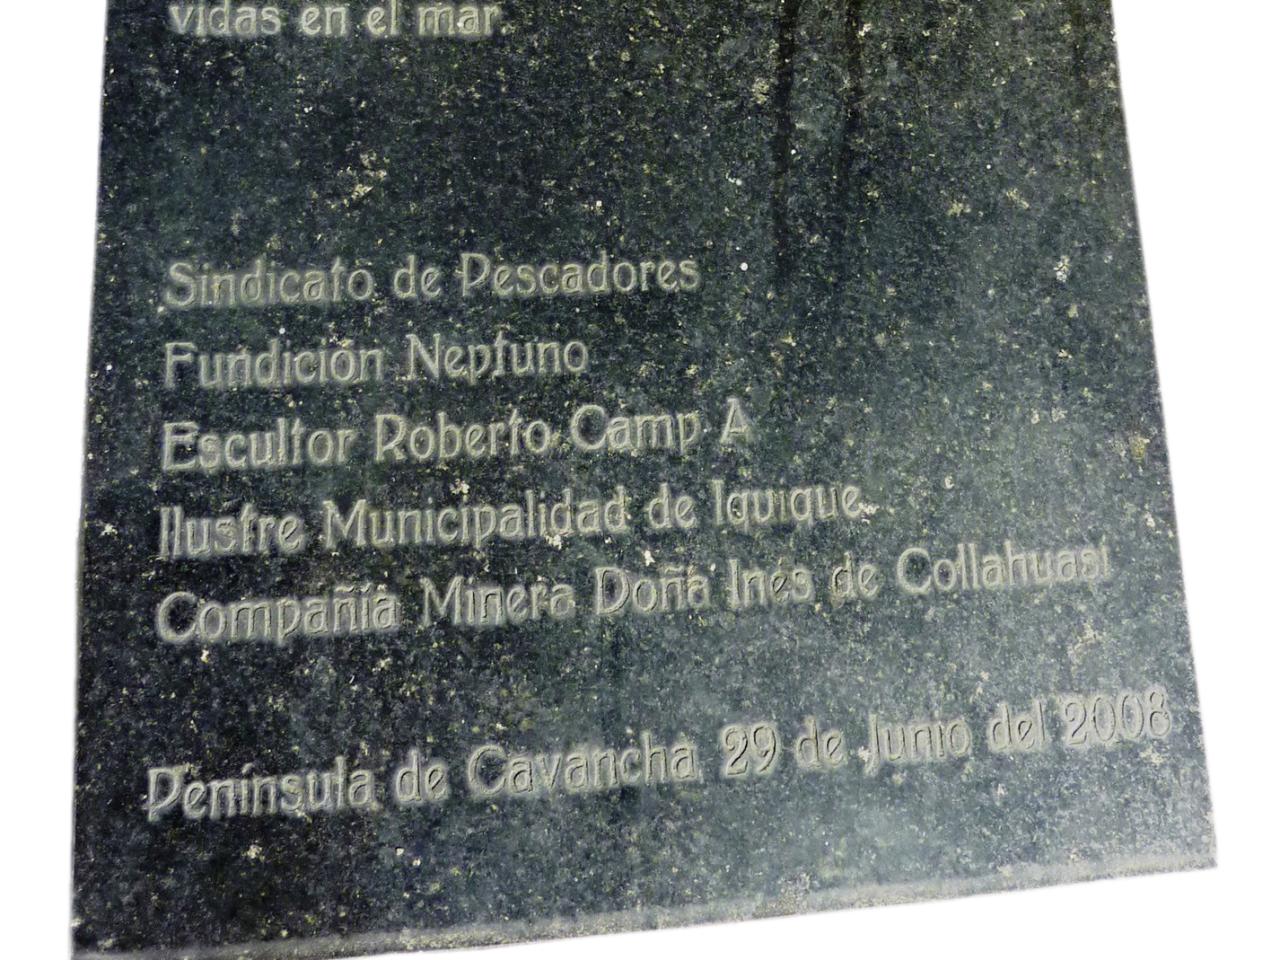 vidas en el mar.
Sindicato de Pescadores
Fundición Neptuno
Escultor Roberto Camp A
Ilustre Municipalidad de Iquique
Compañía Minera Doña Inés de Collahuasi
Península de Cavancha 29 de Junio del 2008